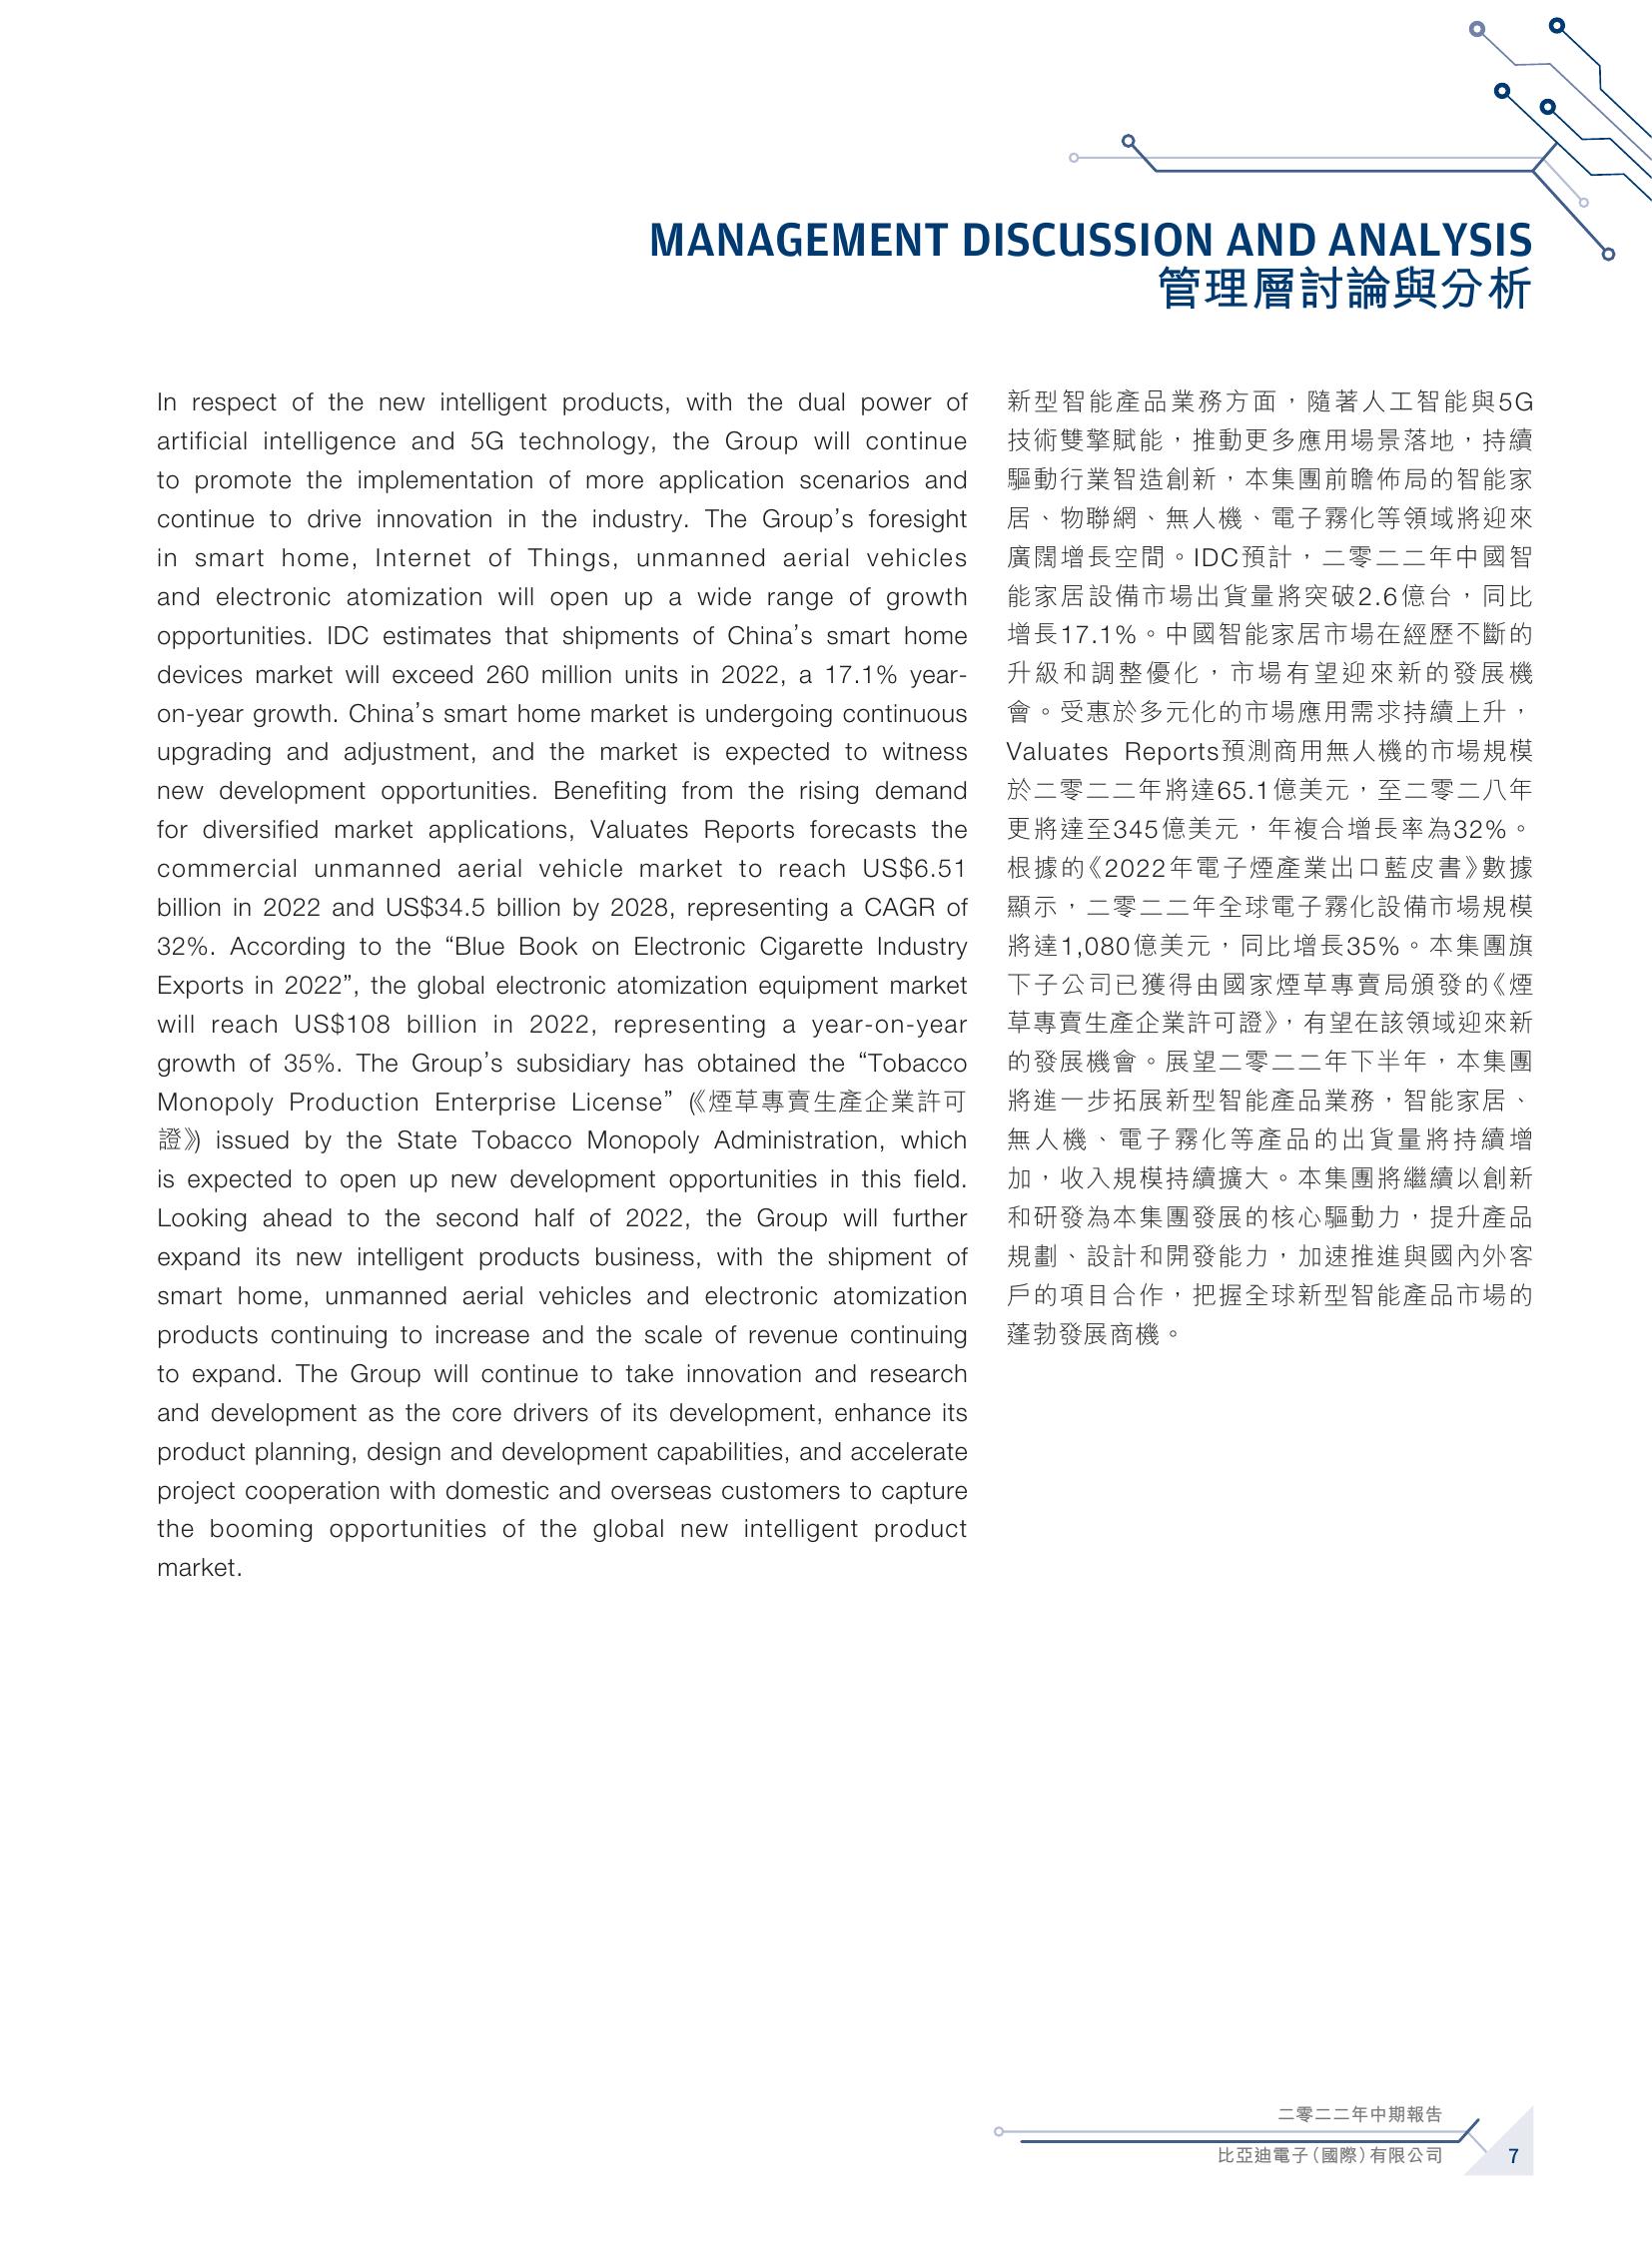 MANAGEMENT DISCUSSION AND ANALYSIS
管理層討論與分析
In respect of the new intelligent products, with the dual power of
artificial intelligence and 5G technology, the Group will continue
to promote the implementation of more application scenarios and
continue to drive innovation in the industry. The Group’s foresight
in smart home, Internet of Things, unmanned aerial vehicles
and electronic atomization will open up a wide range of growth
opportunities. IDC estimates that shipments of China’s smart home
devices market will exceed 260 million units in 2022, a 17.1% year-
on-year growth. China’s smart home market is undergoing continuous
upgrading and adjustment, and the market is expected to witness
new development opportunities. Benefiting from the rising demand
for diversified market applications, Valuates Reports forecasts the
commercial unmanned aerial vehicle market to reach US$6.51
billion in 2022 and US$34.5 billion by 2028, representing a CAGR of
32%. According to the “Blue Book on Electronic Cigarette Industry
Exports in 2022”, the global electronic atomization equipment market
will reach US$108 billion in 2022, representing a year-on-year
growth of 35%. The Group’s subsidiary has obtained the “Tobacco
Monopoly Production Enterprise License” (《煙草專賣生產企業許可
證》) issued by the State Tobacco Monopoly Administration, which
is expected to open up new development opportunities in this field.
Looking ahead to the second half of 2022, the Group will further
expand its new intelligent products business, with the shipment of
smart home, unmanned aerial vehicles and electronic atomization
products continuing to increase and the scale of revenue continuing
to expand. The Group will continue to take innovation and research
and development as the core drivers of its development, enhance its
product planning, design and development capabilities, and accelerate
project cooperation with domestic and overseas customers to capture
the booming opportunities of the global new intelligent product
market.
新型智能產品業務方面，隨著人工智能與5G
技術雙擎賦能，推動更多應用場景落地，持續
驅動行業智造創新，本集團前瞻佈局的智能家
居、物聯網、無人機、電子霧化等領域將迎來
廣闊增長空間。IDC預計，二零二二年中國智
能家居設備市場出貨量將突破2.6億台，同比
增長17.1%。中國智能家居市場在經歷不斷的
升級和調整優化，市場有望迎來新的發展機
會。受惠於多元化的市場應用需求持續上升，
Valuates Reports預測商用無人機的市場規模
於二零二二年將達65.1億美元，至二零二八年
更將達至345億美元，年複合增長率為32%。
根據的《2022年電子煙產業出口藍皮書》數據
顯示，二零二二年全球電子霧化設備市場規模
將達1,080億美元，同比增長35%。本集團旗
下子公司已獲得由國家煙草專賣局頒發的《煙
草專賣生產企業許可證》，有望在該領域迎來新
的發展機會。展望二零二二年下半年，本集團
將進一步拓展新型智能產品業務，智能家居、
無人機、電子霧化等產品的出貨量將持續增
加，收入規模持續擴大。本集團將繼續以創新
和研發為本集團發展的核心驅動力，提升產品
規劃、設計和開發能力，加速推進與國內外客
戶的項目合作，把握全球新型智能產品市場的
蓬勃發展商機。
二零二二年中期報告
比亞迪電子（國際）有限公司
7